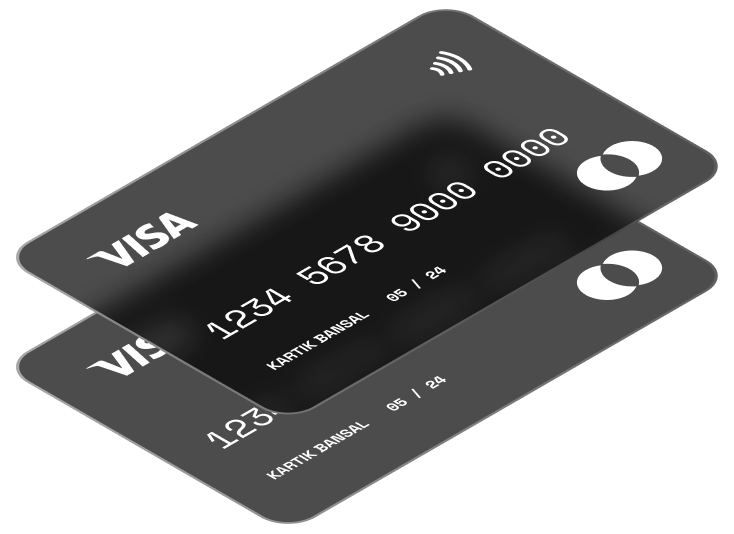 VISA
1234 5678 9000 0000
KARTIK BANSAL 05 / 24
VIS
123
KARTIK BANSAL 05 / 24